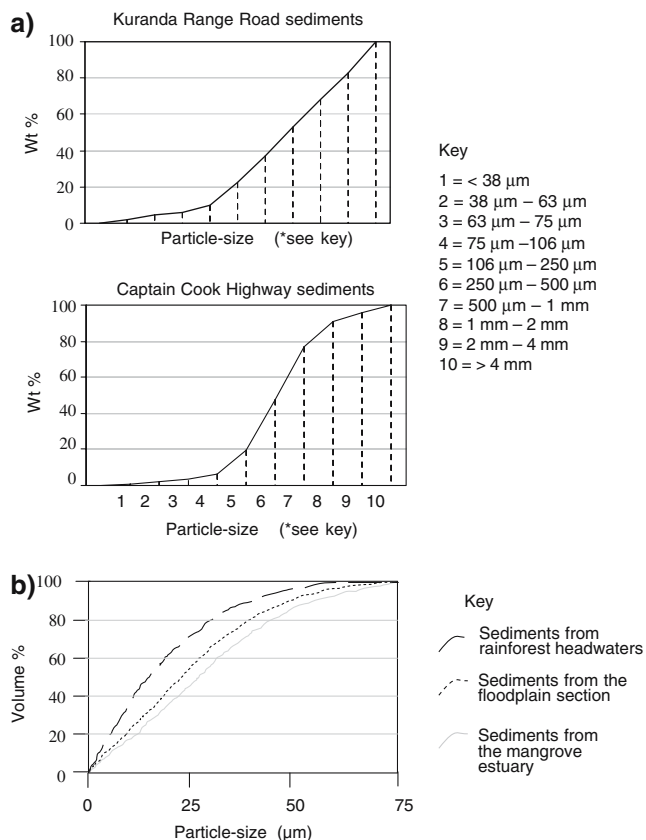 a)
Kuranda Range Road sediments
100
80
60
40
20
0
Wt %
Particle-size (*see key)
Captain Cook Highway sediments
100
80
60
40
20
0
Wt %
1 2 3 4 5 6 7 8 9 10
Particle-size (*see key)
Key
1 = < 38 µm
2 = 38 µm – 63 µm
3 = 63 µm – 75 µm
4 = 75 µm –106 µm
5 = 106 µm – 250 µm
6 = 250 µm – 500 µm
7 = 500 µm – 1 mm
8 = 1 mm – 2 mm
9 = 2 mm – 4 mm
10 = > 4 mm
b)
100
80
60
40
20
0
Volume %
0 25 50 75
Particle-size (µm)
Key
Sediments from
rainforest headwaters
Sediments from the
floodplain section
Sediments from
the mangrove
estuary